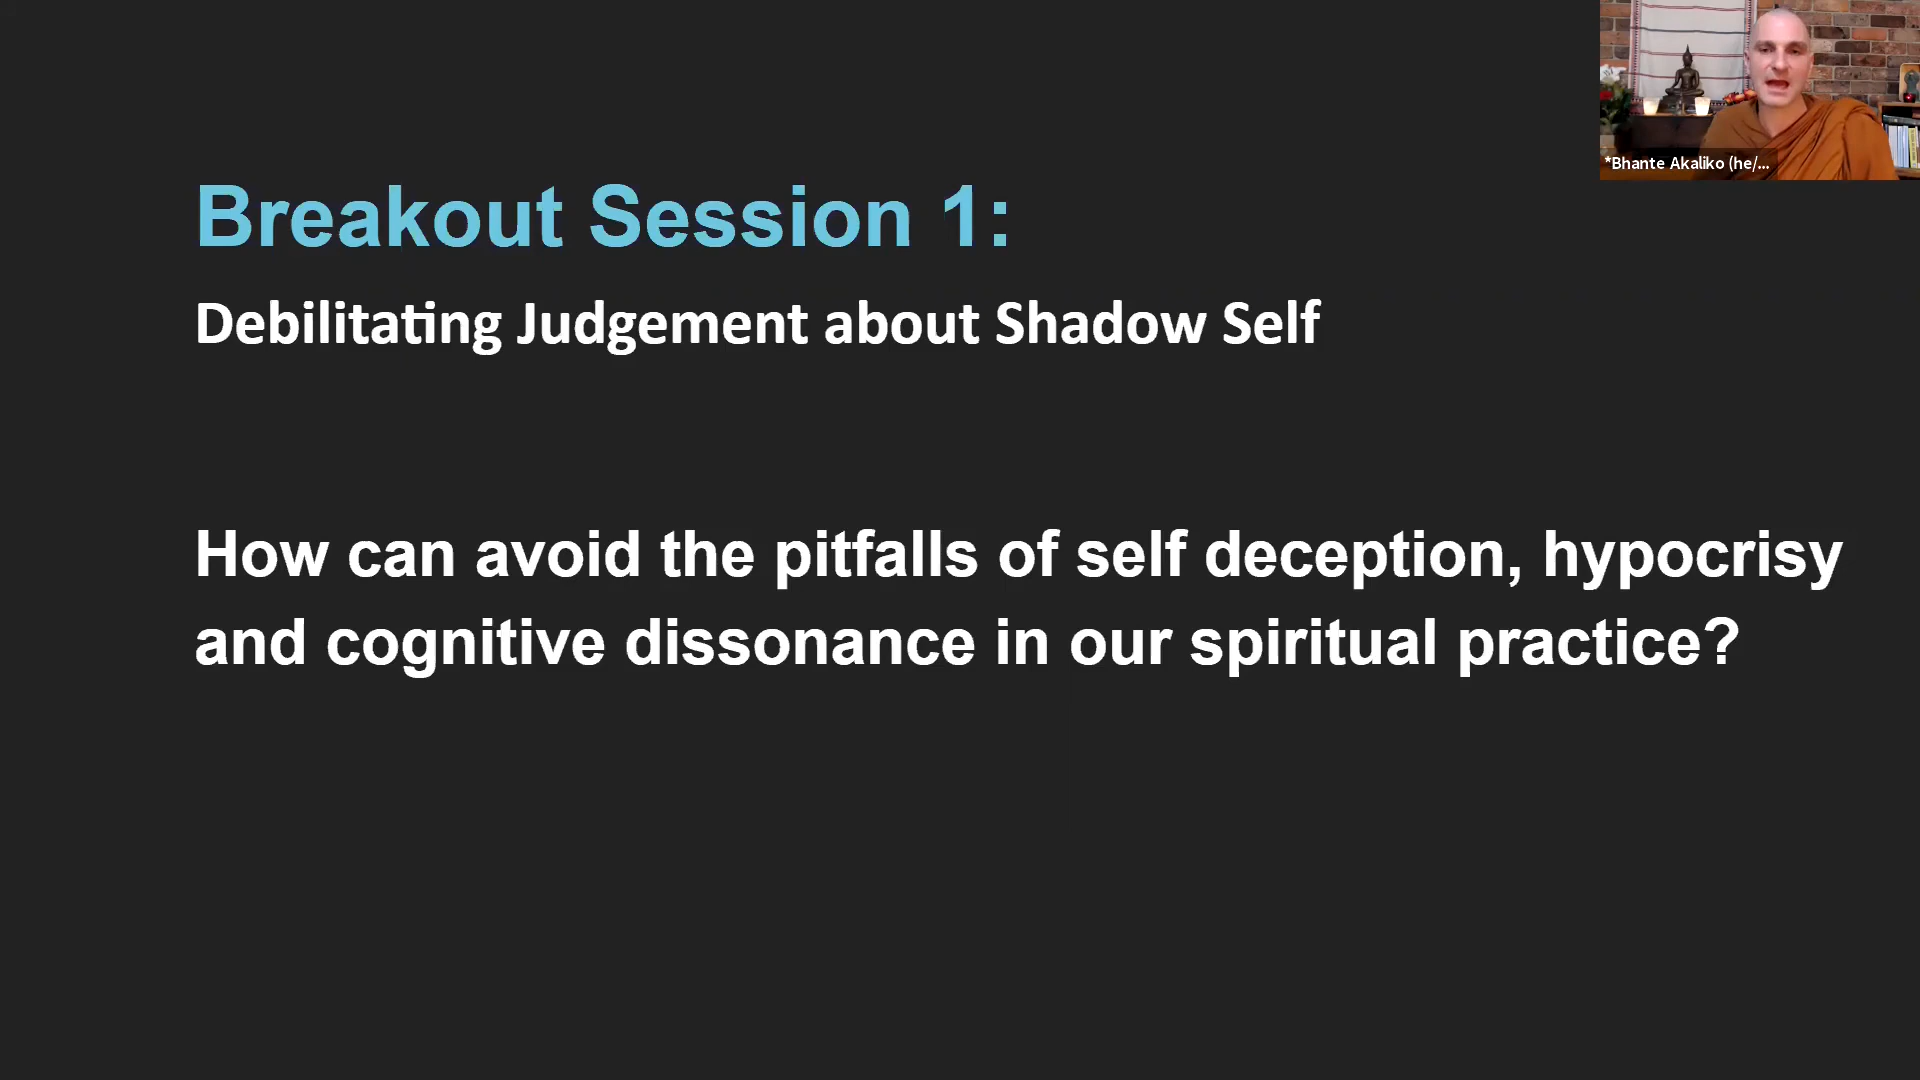 Breakout Session 1:
Debilitating Judgement about Shadow Self
How can avoid the pitfalls of self deception, hypocrisy
and cognitive dissonance in our spiritual practice?
*Bhante Akaliko (he/...